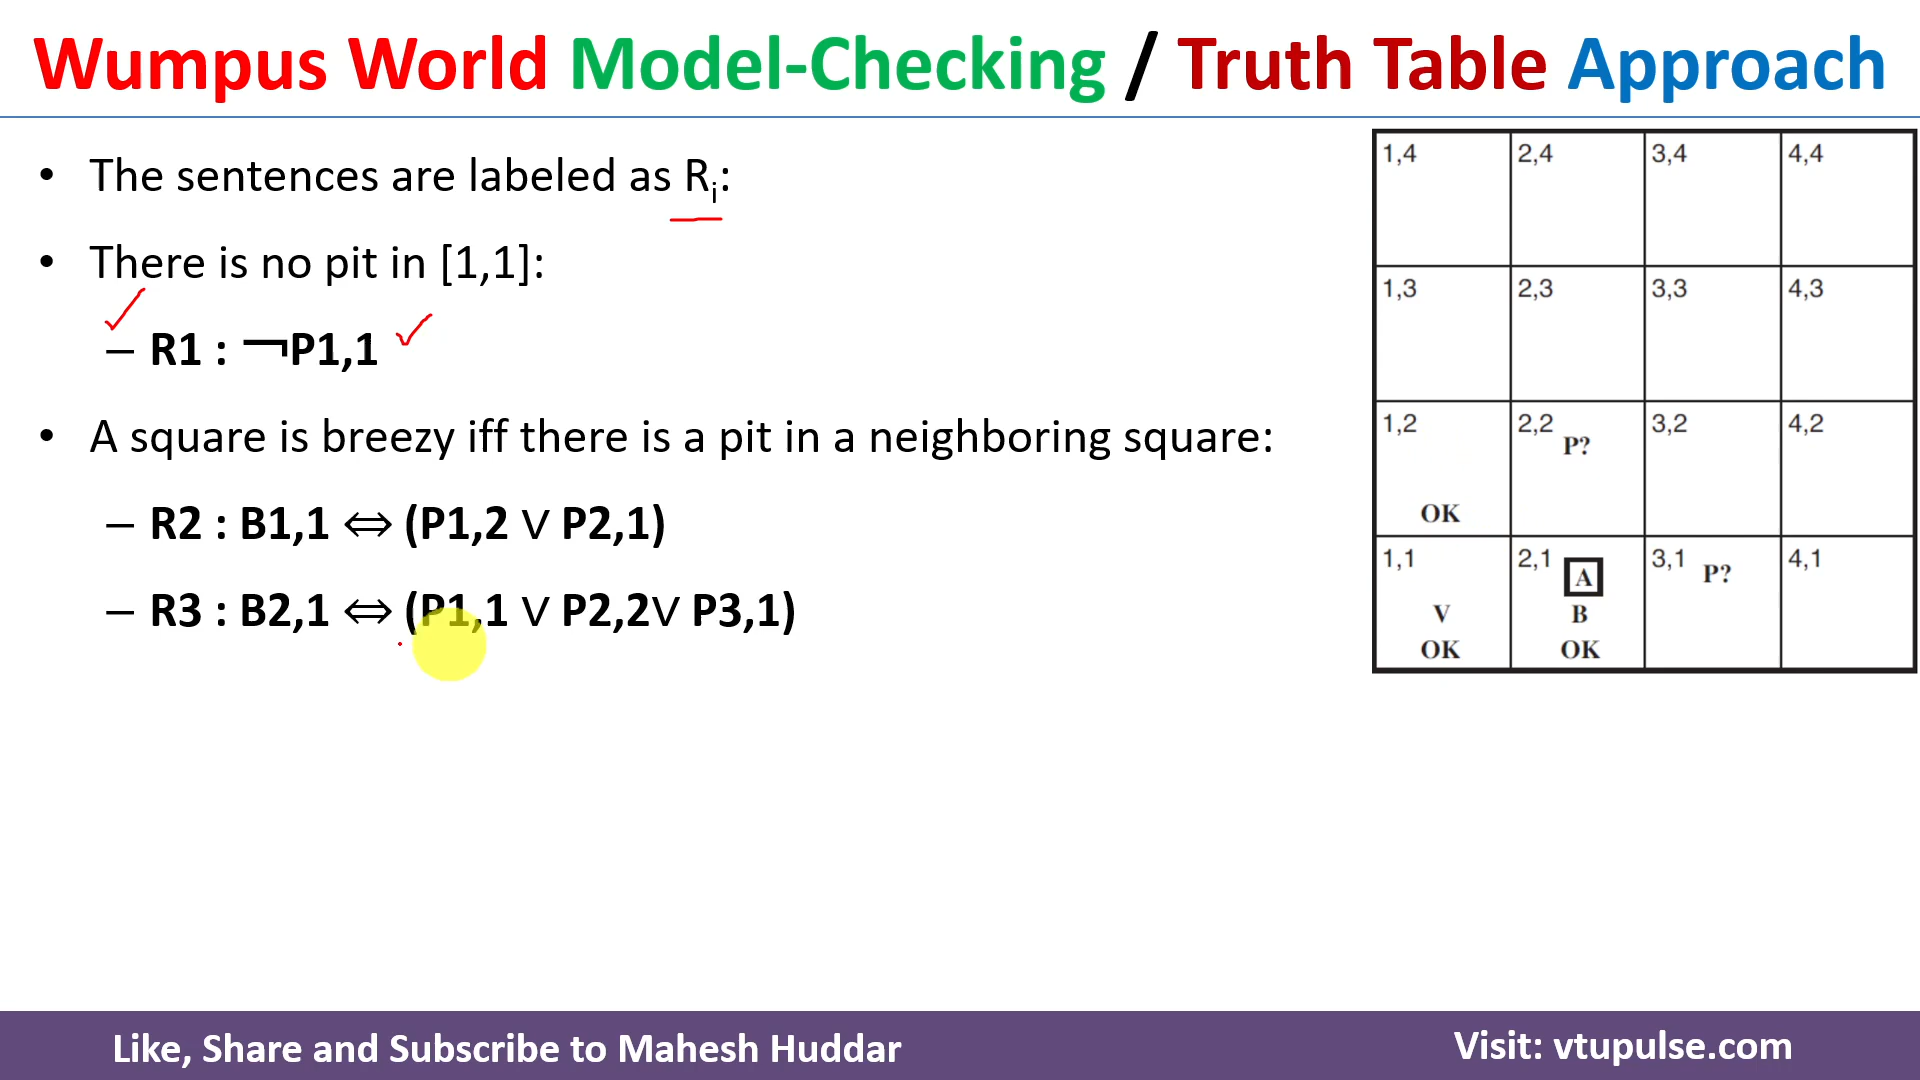 Wumpus World Model-Checking / Truth Table Approach
• The sentences are labeled as Rᵢ:
• There is no pit in [1,1]:
– R1 : ¬P1,1
• A square is breezy iff there is a pit in a neighboring square:
– R2 : B1,1 ⇔ (P1,2 ∨ P2,1)
– R3 : B2,1 ⇔ (P1,1 ∨ P2,2∨ P3,1)
1,4 2,4 3,4 4,4
1,3 2,3 3,3 4,3
1,2 2,2 3,2 4,2
P?
OK
1,1 2,1 A 3,1 P? 4,1
V B
OK OK
Like, Share and Subscribe to Mahesh Huddar
Visit: vtupulse.com